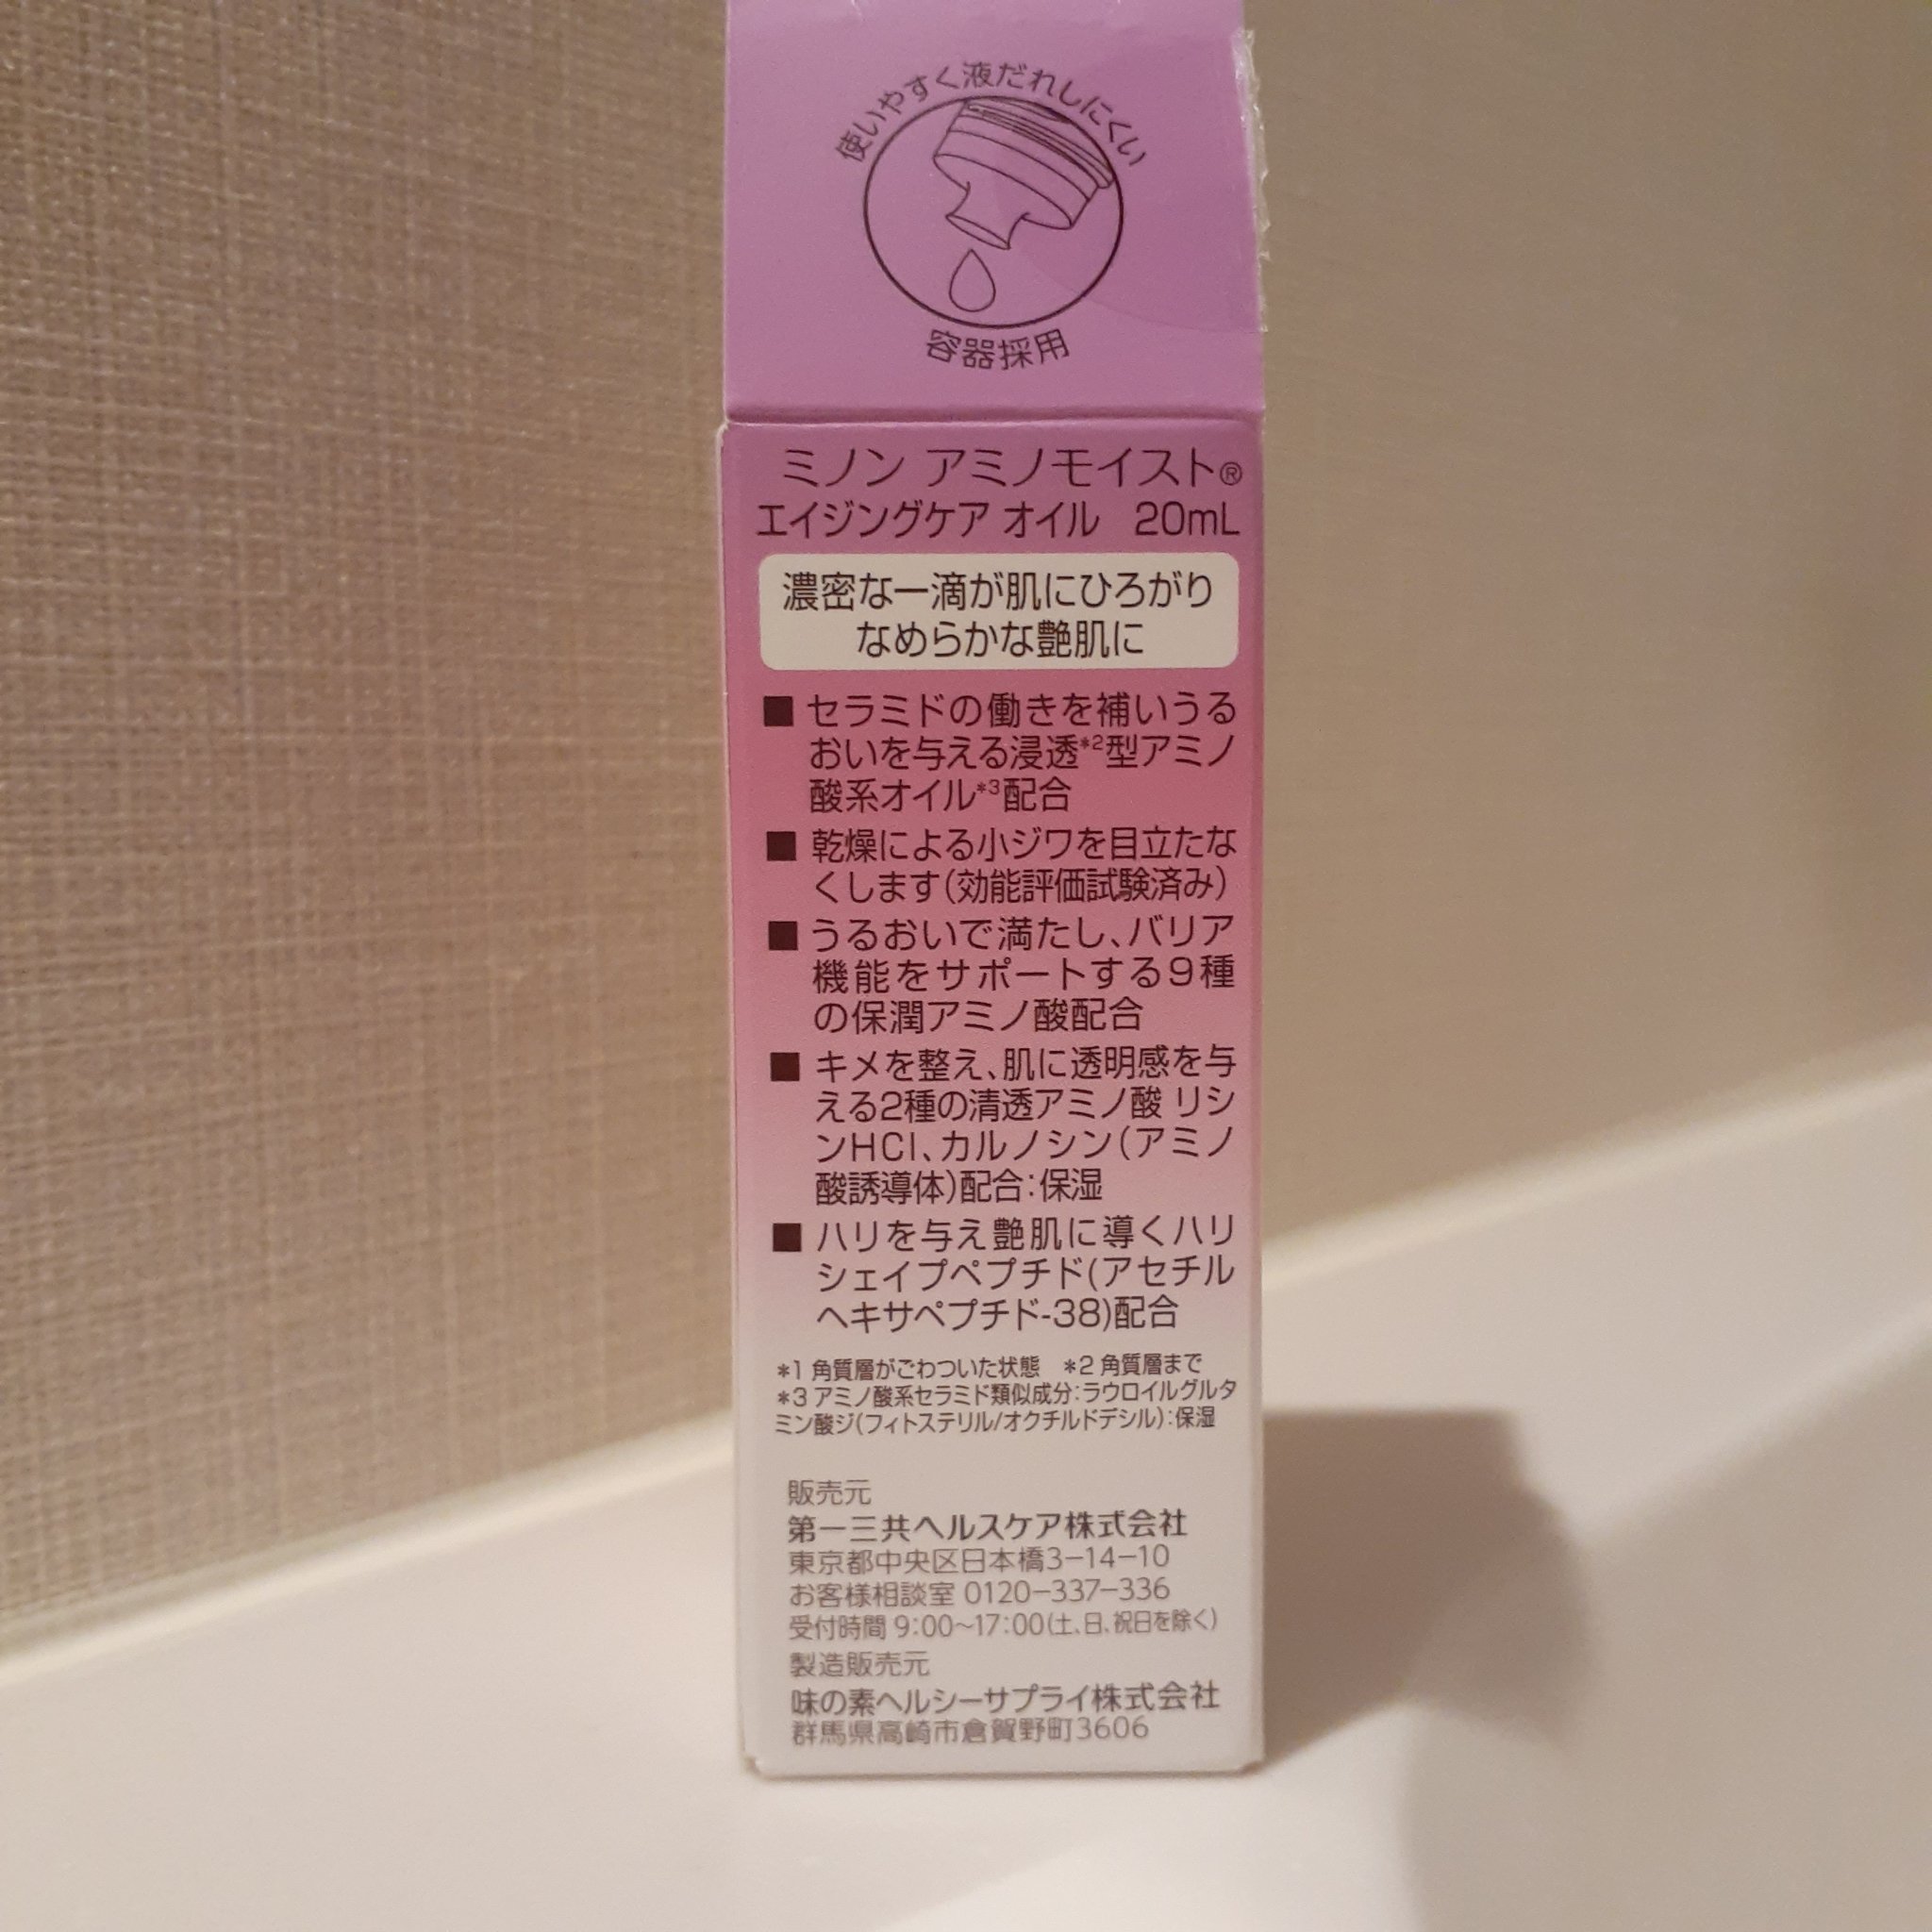 使いやすく液だれしにくい
容器採用
ミノン アミノモイスト®
エイジングケア オイル 20mL
濃密な一滴が肌にひろがり
なめらかな艶肌に
■ セラミドの働きを補いうる
おいを与える浸透*2型アミノ
酸系オイル*3配合
■ 乾燥による小ジワを目立たな
くします(効能評価試験済み)
■ うるおいで満たし、バリア
機能をサポートする9種
の保潤アミノ酸配合
■ キメを整え、肌に透明感を与
える2種の清透アミノ酸 リシ
ンHCl、カルノシン(アミノ
酸誘導体)配合:保湿
■ ハリを与え艶肌に導くハリ
シェイプペプチド(アセチル
ヘキサペプチド-38)配合
*1 角質層がごわついた状態 *2 角質層まで
*3 アミノ酸系セラミド類似成分:ラウロイルグルタ
ミン酸ジ(フィトステリル/オクチルドデシル):保湿
販売元
第一三共ヘルスケア株式会社
東京都中央区日本橋3-14-10
お客様相談室 0120-337-336
受付時間 9:00〜17:00(土、日、祝日を除く)
製造販売元
味の素ヘルシーサプライ株式会社
群馬県高崎市倉賀野町3606